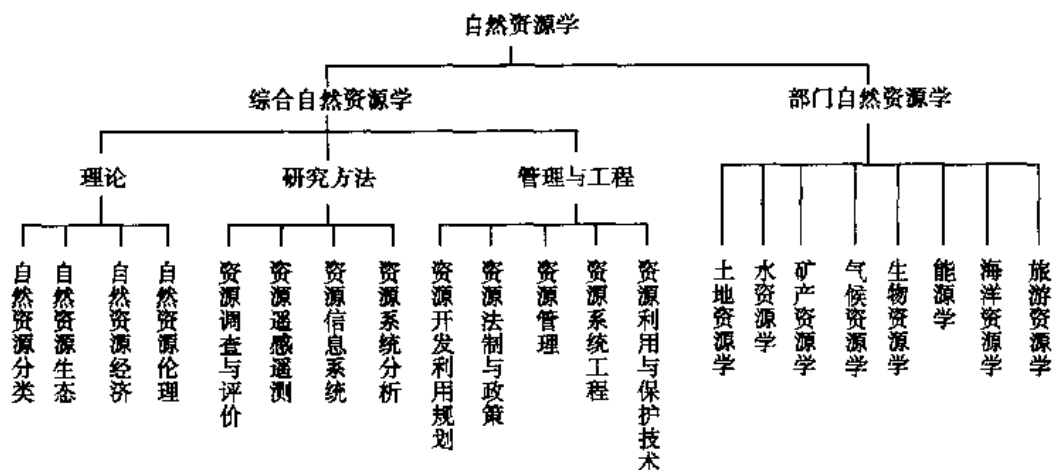 自然资源学
综合自然资源学
部门自然资源学
理论
研究方法
管理与工程
自然资源分类
自然资源生态
自然资源经济
自然资源伦理
资源调查与评价
资源遥感遥测
资源信息系统
资源系统分析
资源开发利用规划
资源法制与政策
资源管理
资源系统工程
资源利用与保护技术
土地资源学
水资源学
矿产资源学
气候资源学
生物资源学
能源学
海洋资源学
旅游资源学